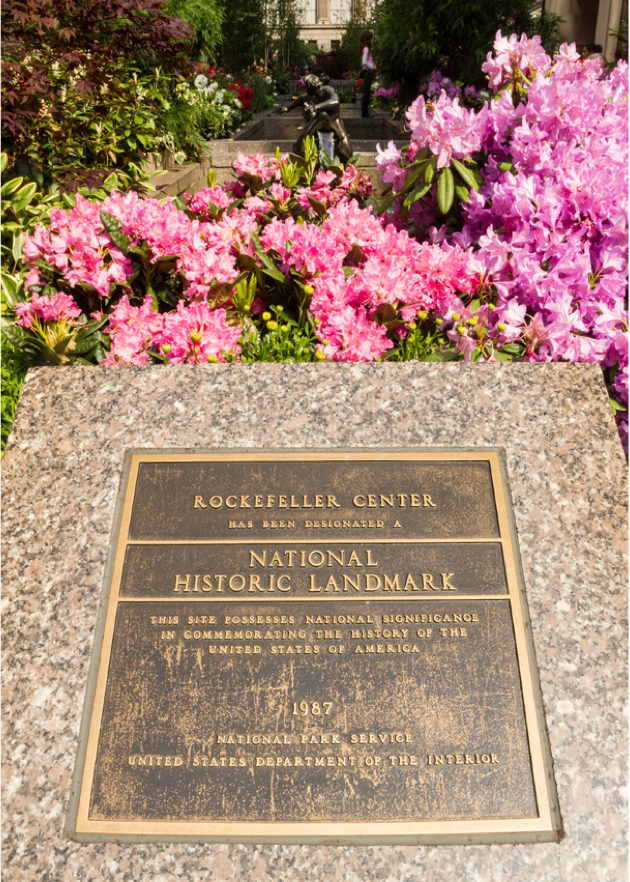 ROCKEFELLER CENTER
HAS BEEN DESIGNATED A
NATIONAL
HISTORIC LANDMARK
THIS SITE POSSESSES NATIONAL SIGNIFICANCE
IN COMMEMORATING THE HISTORY OF THE
UNITED STATES OF AMERICA
1987
NATIONAL PARK SERVICE
UNITED STATES DEPARTMENT OF THE INTERIOR